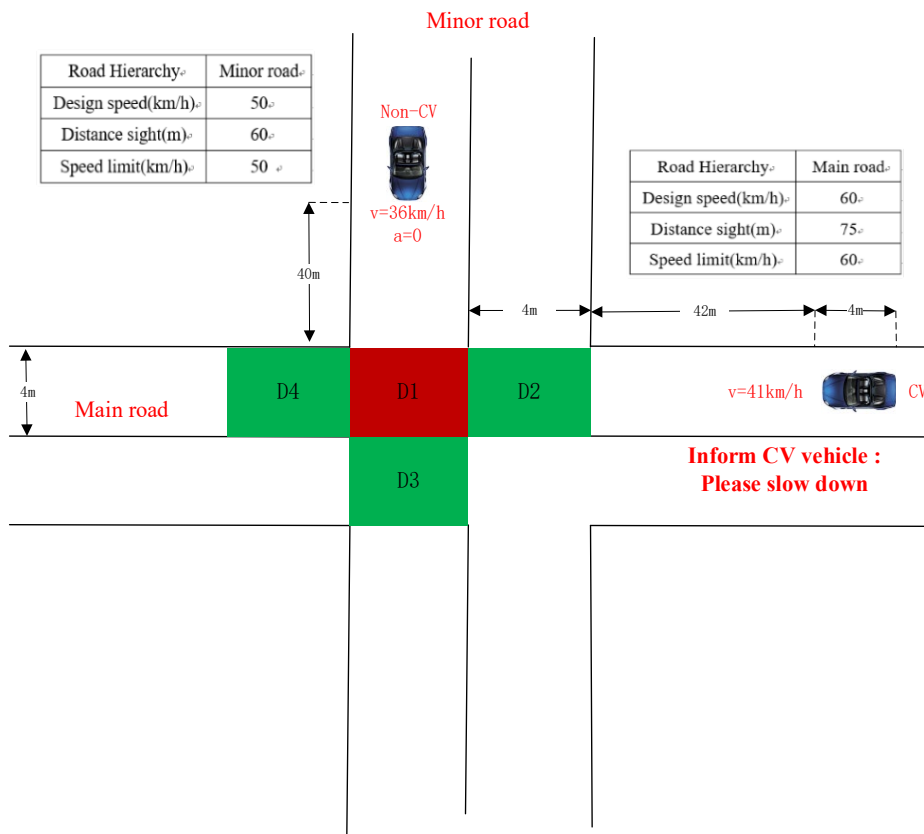 Minor road
Road Hierarchy Minor road
Design speed(km/h) 50
Distance sight(m) 60
Speed limit(km/h) 50
Non-CV
v=36km/h
a=0
40m
Road Hierarchy Main road
Design speed(km/h) 60
Distance sight(m) 75
Speed limit(km/h) 60
4m
42m
4m
4m
D4
D1
D2
Main road
v=41km/h
CV
Inform CV vehicle :
Please slow down
D3